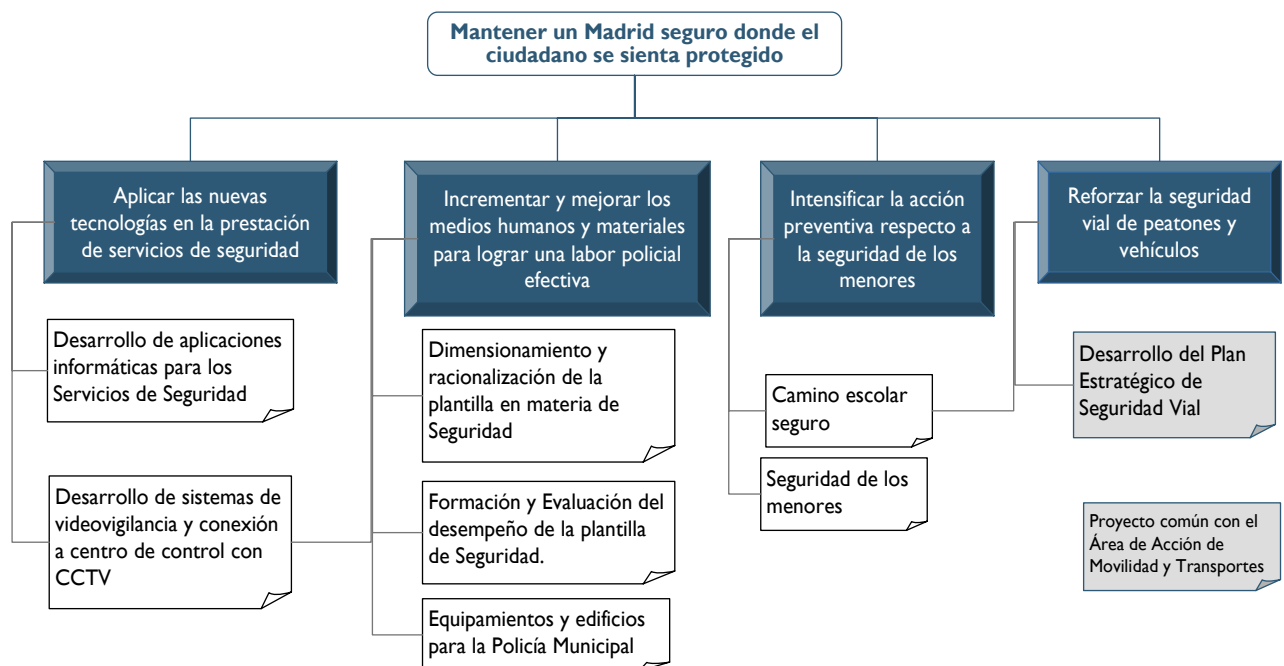 Mantener un Madrid seguro donde el
ciudadano se sienta protegido
Aplicar las nuevas
tecnologías en la prestación
de servicios de seguridad
Incrementar y mejorar los
medios humanos y materiales
para lograr una labor policial
efectiva
Intensificar la acción
preventiva respecto a
la seguridad de los
menores
Reforzar la seguridad
vial de peatones y
vehículos
Desarrollo de aplicaciones
informáticas para los
Servicios de Seguridad
Desarrollo de sistemas de
videovigilancia y conexión
a centro de control con
CCTV
Dimensionamiento y
racionalización de la
plantilla en materia de
Seguridad
Formación y Evaluación del
desempeño de la plantilla
de Seguridad.
Equipamientos y edificios
para la Policía Municipal
Camino escolar
seguro
Seguridad de los
menores
Desarrollo del Plan
Estratégico de
Seguridad Vial
Proyecto común con el
Área de Acción de
Movilidad y Transportes